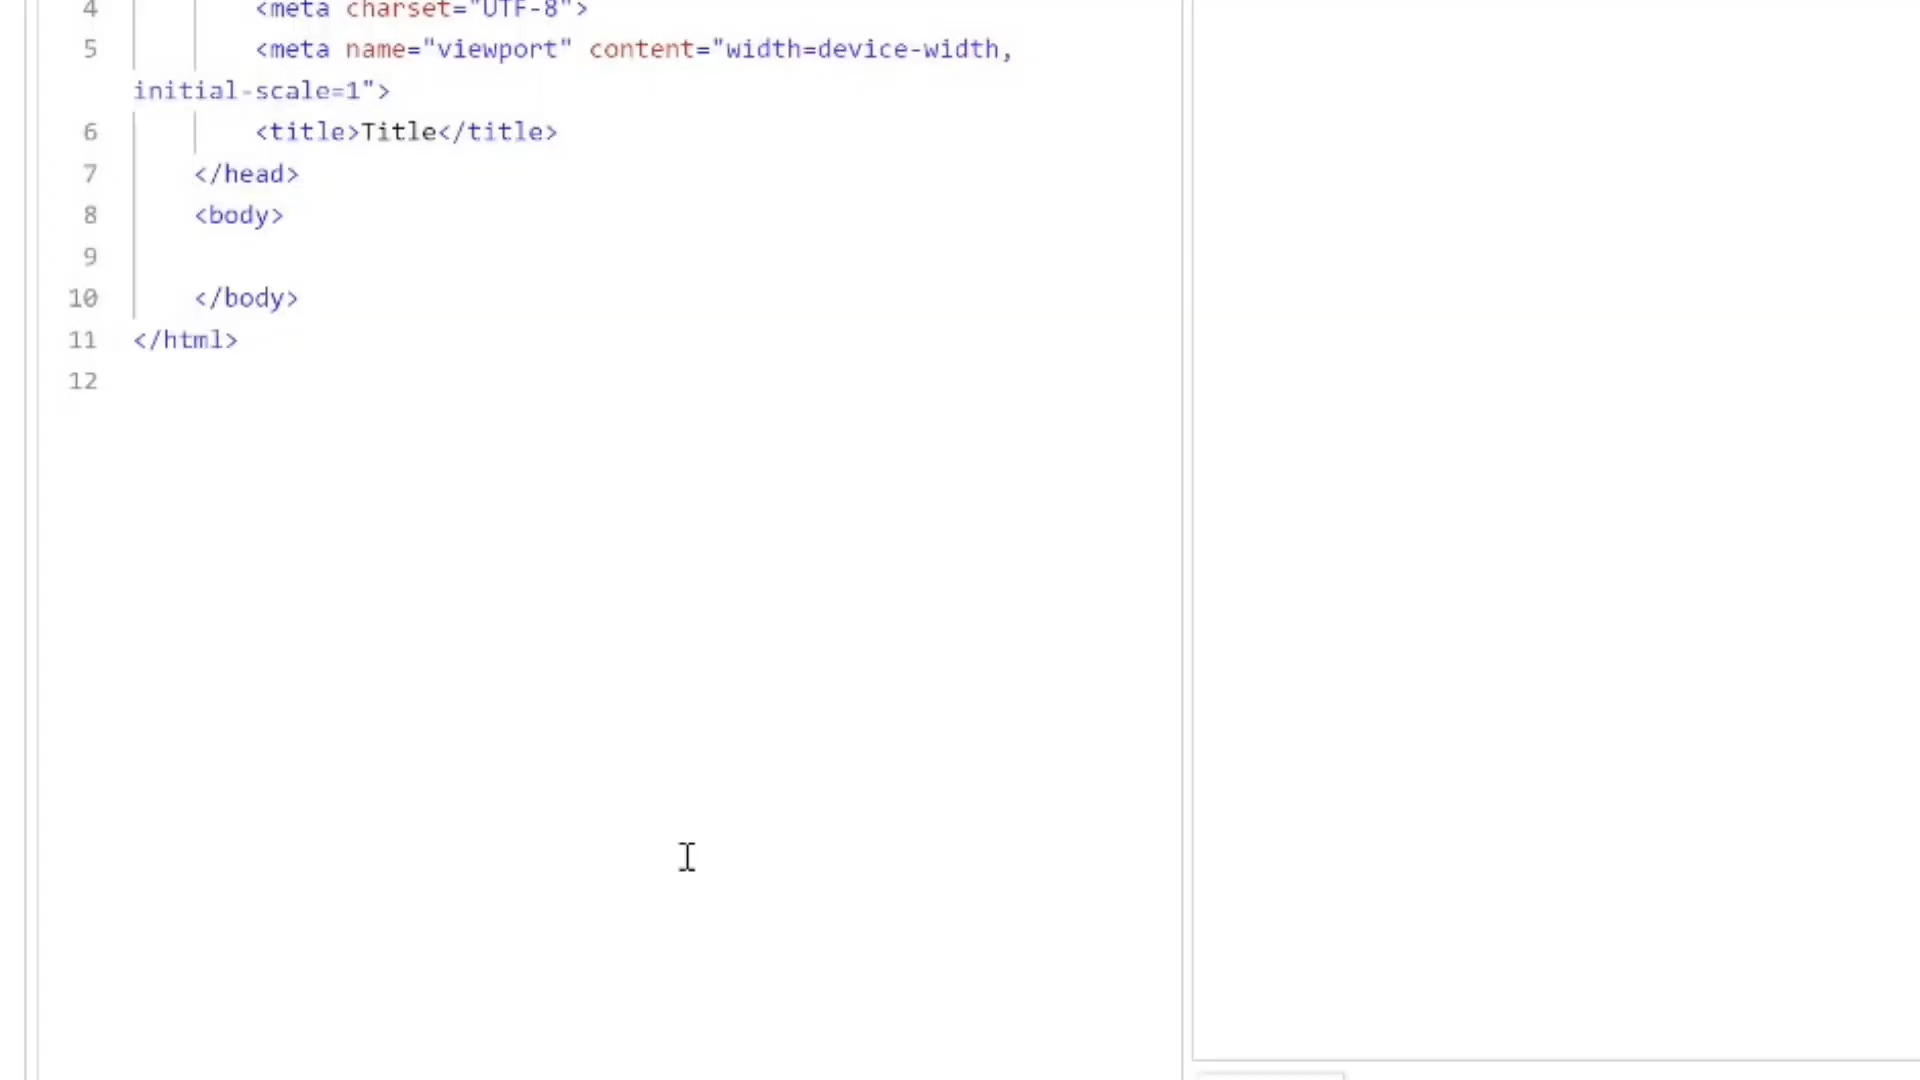 4 <meta charset="UTF-8">
5 <meta name="viewport" content="width=device-width,
initial-scale=1">
6 <title>Title</title>
7 </head>
8 <body>
9
10 </body>
11 </html>
12